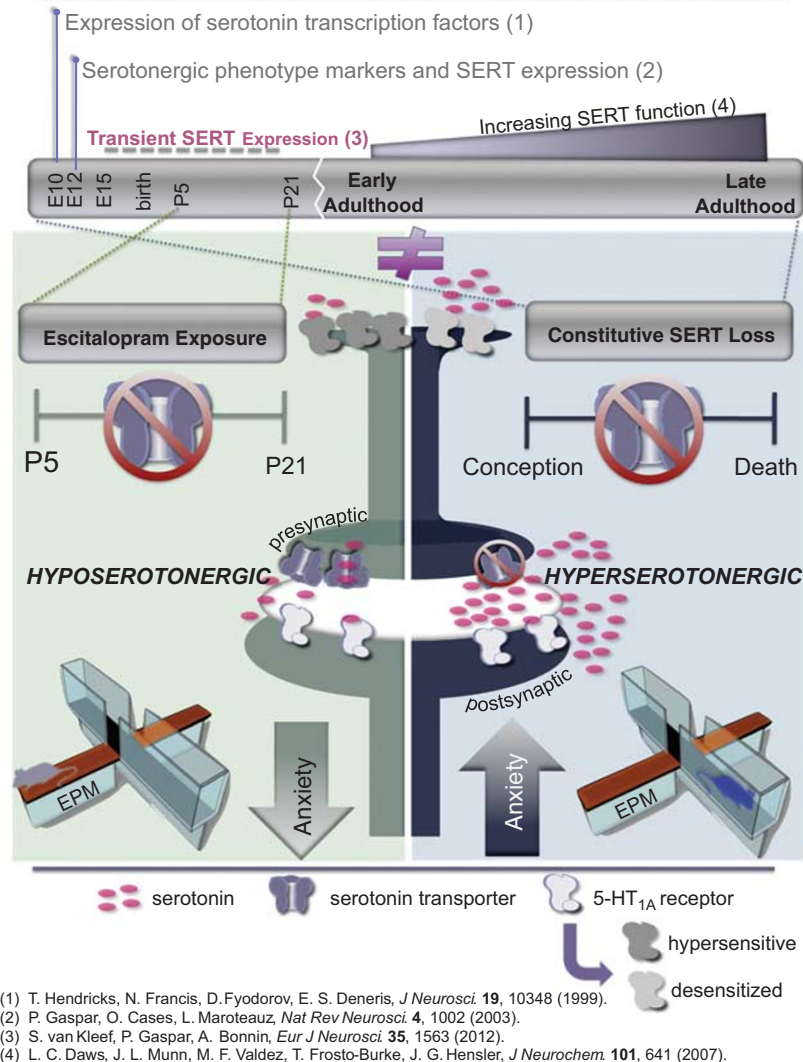 Expression of serotonin transcription factors (1)
Serotonergic phenotype markers and SERT expression (2)
Transient SERT Expression (3)
Increasing SERT function (4)
E10
E12
E15
birth
P5
P21
Early
Adulthood
Late
Adulthood
≠
Escitalopram Exposure
Constitutive SERT Loss
P5
P21
Conception
Death
presynaptic
HYPOSEROTONERGIC
HYPERSEROTONERGIC
postsynaptic
EPM
Anxiety
Anxiety
EPM
serotonin
serotonin transporter
5-HT1A receptor
hypersensitive
desensitized
(1) T. Hendricks, N. Francis, D.Fyodorov, E. S. Deneris, J Neurosci. 19, 10348 (1999).
(2) P. Gaspar, O. Cases, L. Maroteauz, Nat Rev Neurosci. 4, 1002 (2003).
(3) S. van Kleef, P. Gaspar, A. Bonnin, Eur J Neurosci. 35, 1563 (2012).
(4) L. C. Daws, J. L. Munn, M. F. Valdez, T. Frosto-Burke, J. G. Hensler, J Neurochem. 101, 641 (2007).